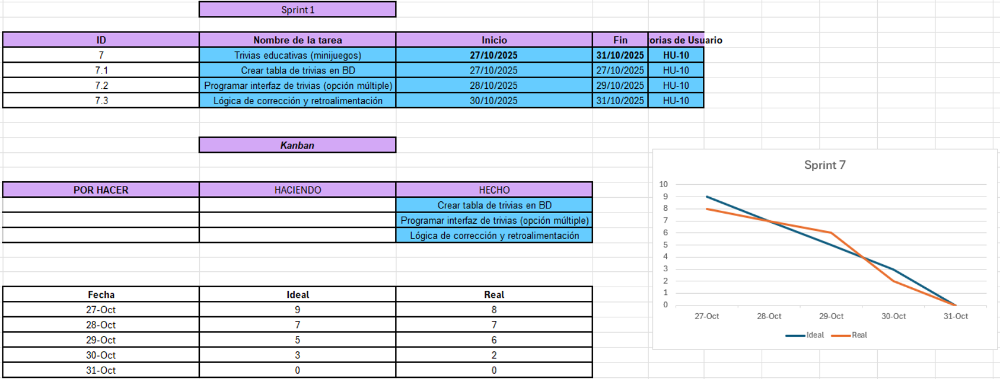 Sprint 1
ID Nombre de la tarea Inicio Fin orias de Usuario
7 Trivias educativas (minijuegos) 27/10/2025 31/10/2025 HU-10
7.1 Crear tabla de trivias en BD 27/10/2025 27/10/2025 HU-10
7.2 Programar interfaz de trivias (opción múltiple) 28/10/2025 29/10/2025 HU-10
7.3 Lógica de corrección y retroalimentación 30/10/2025 31/10/2025 HU-10
Kanban
POR HACER HACIENDO HECHO
Crear tabla de trivias en BD
Programar interfaz de trivias (opción múltiple)
Lógica de corrección y retroalimentación
Fecha Ideal Real
27-Oct 9 8
28-Oct 7 7
29-Oct 5 6
30-Oct 3 2
31-Oct 0 0
Sprint 7
10
9
8
7
6
5
4
3
2
1
0
27-Oct 28-Oct 29-Oct 30-Oct 31-Oct
Ideal Real